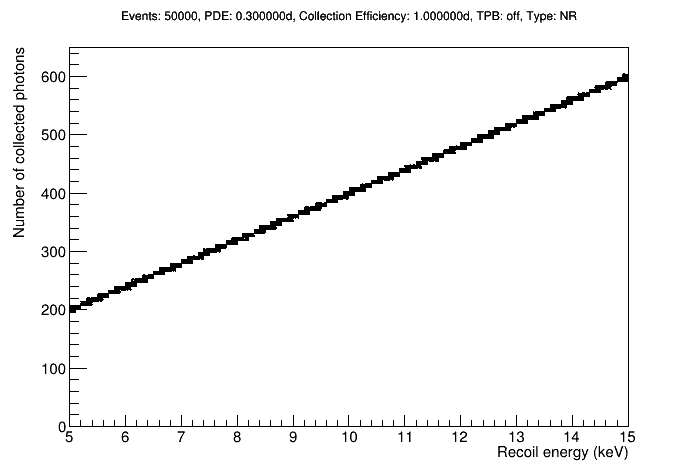 Events: 50000, PDE: 0.300000d, Collection Efficiency: 1.000000d, TPB: off, Type: NR
Number of collected photons
600
500
400
300
200
100
0
5 6 7 8 9 10 11 12 13 14 15
Recoil energy (keV)